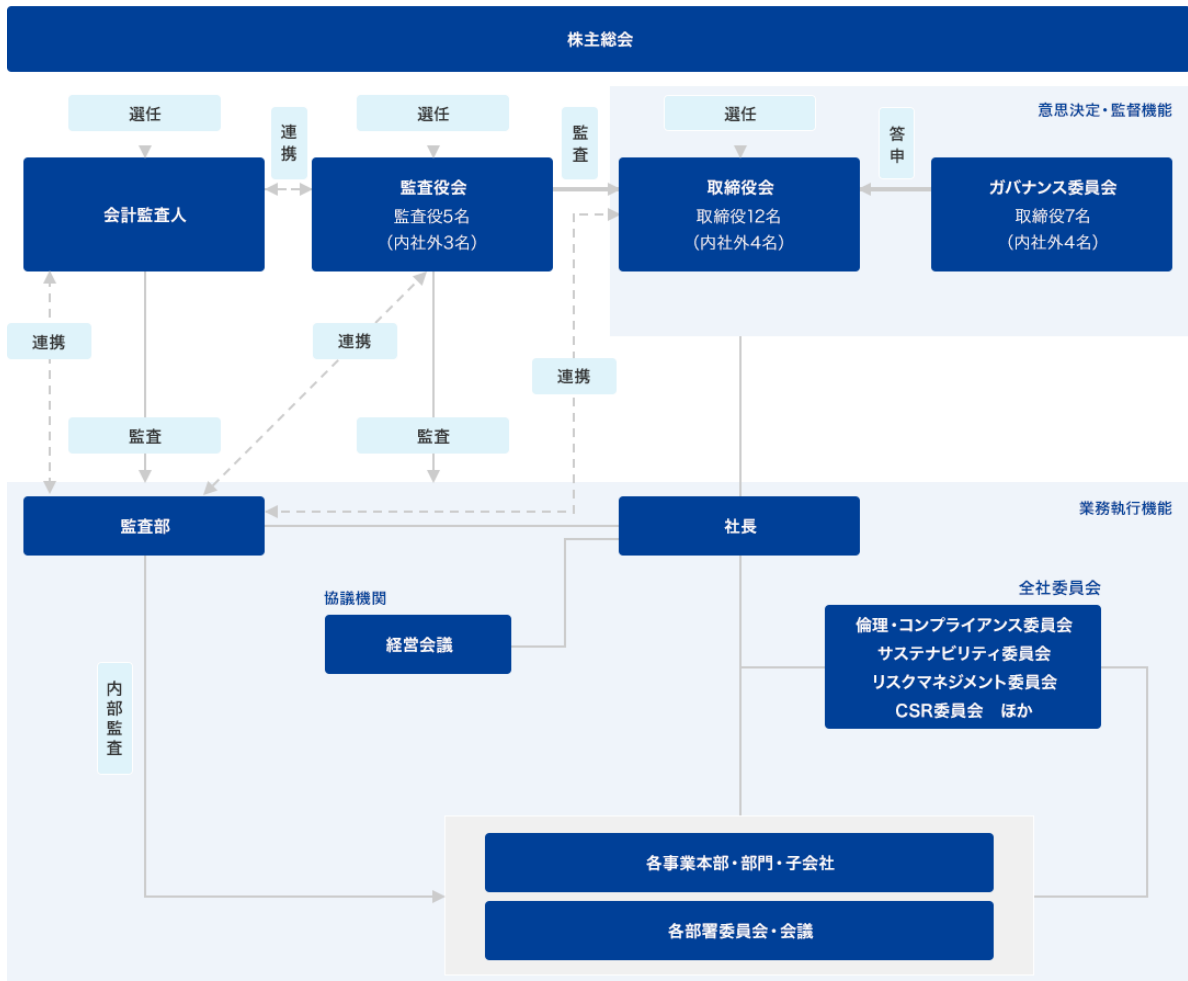 株主総会
意思決定・監督機能
選任
連携
選任
監査
選任
答申
会計監査人
監査役会
監査役5名
(内社外3名)
取締役会
取締役12名
(内社外4名)
ガバナンス委員会
取締役7名
(内社外4名)
連携
連携
連携
監査
監査
業務執行機能
監査部
社長
協議機関
経営会議
全社委員会
倫理・コンプライアンス委員会
サステナビリティ委員会
リスクマネジメント委員会
CSR委員会　ほか
内部監査
各事業本部・部門・子会社
各部署委員会・会議